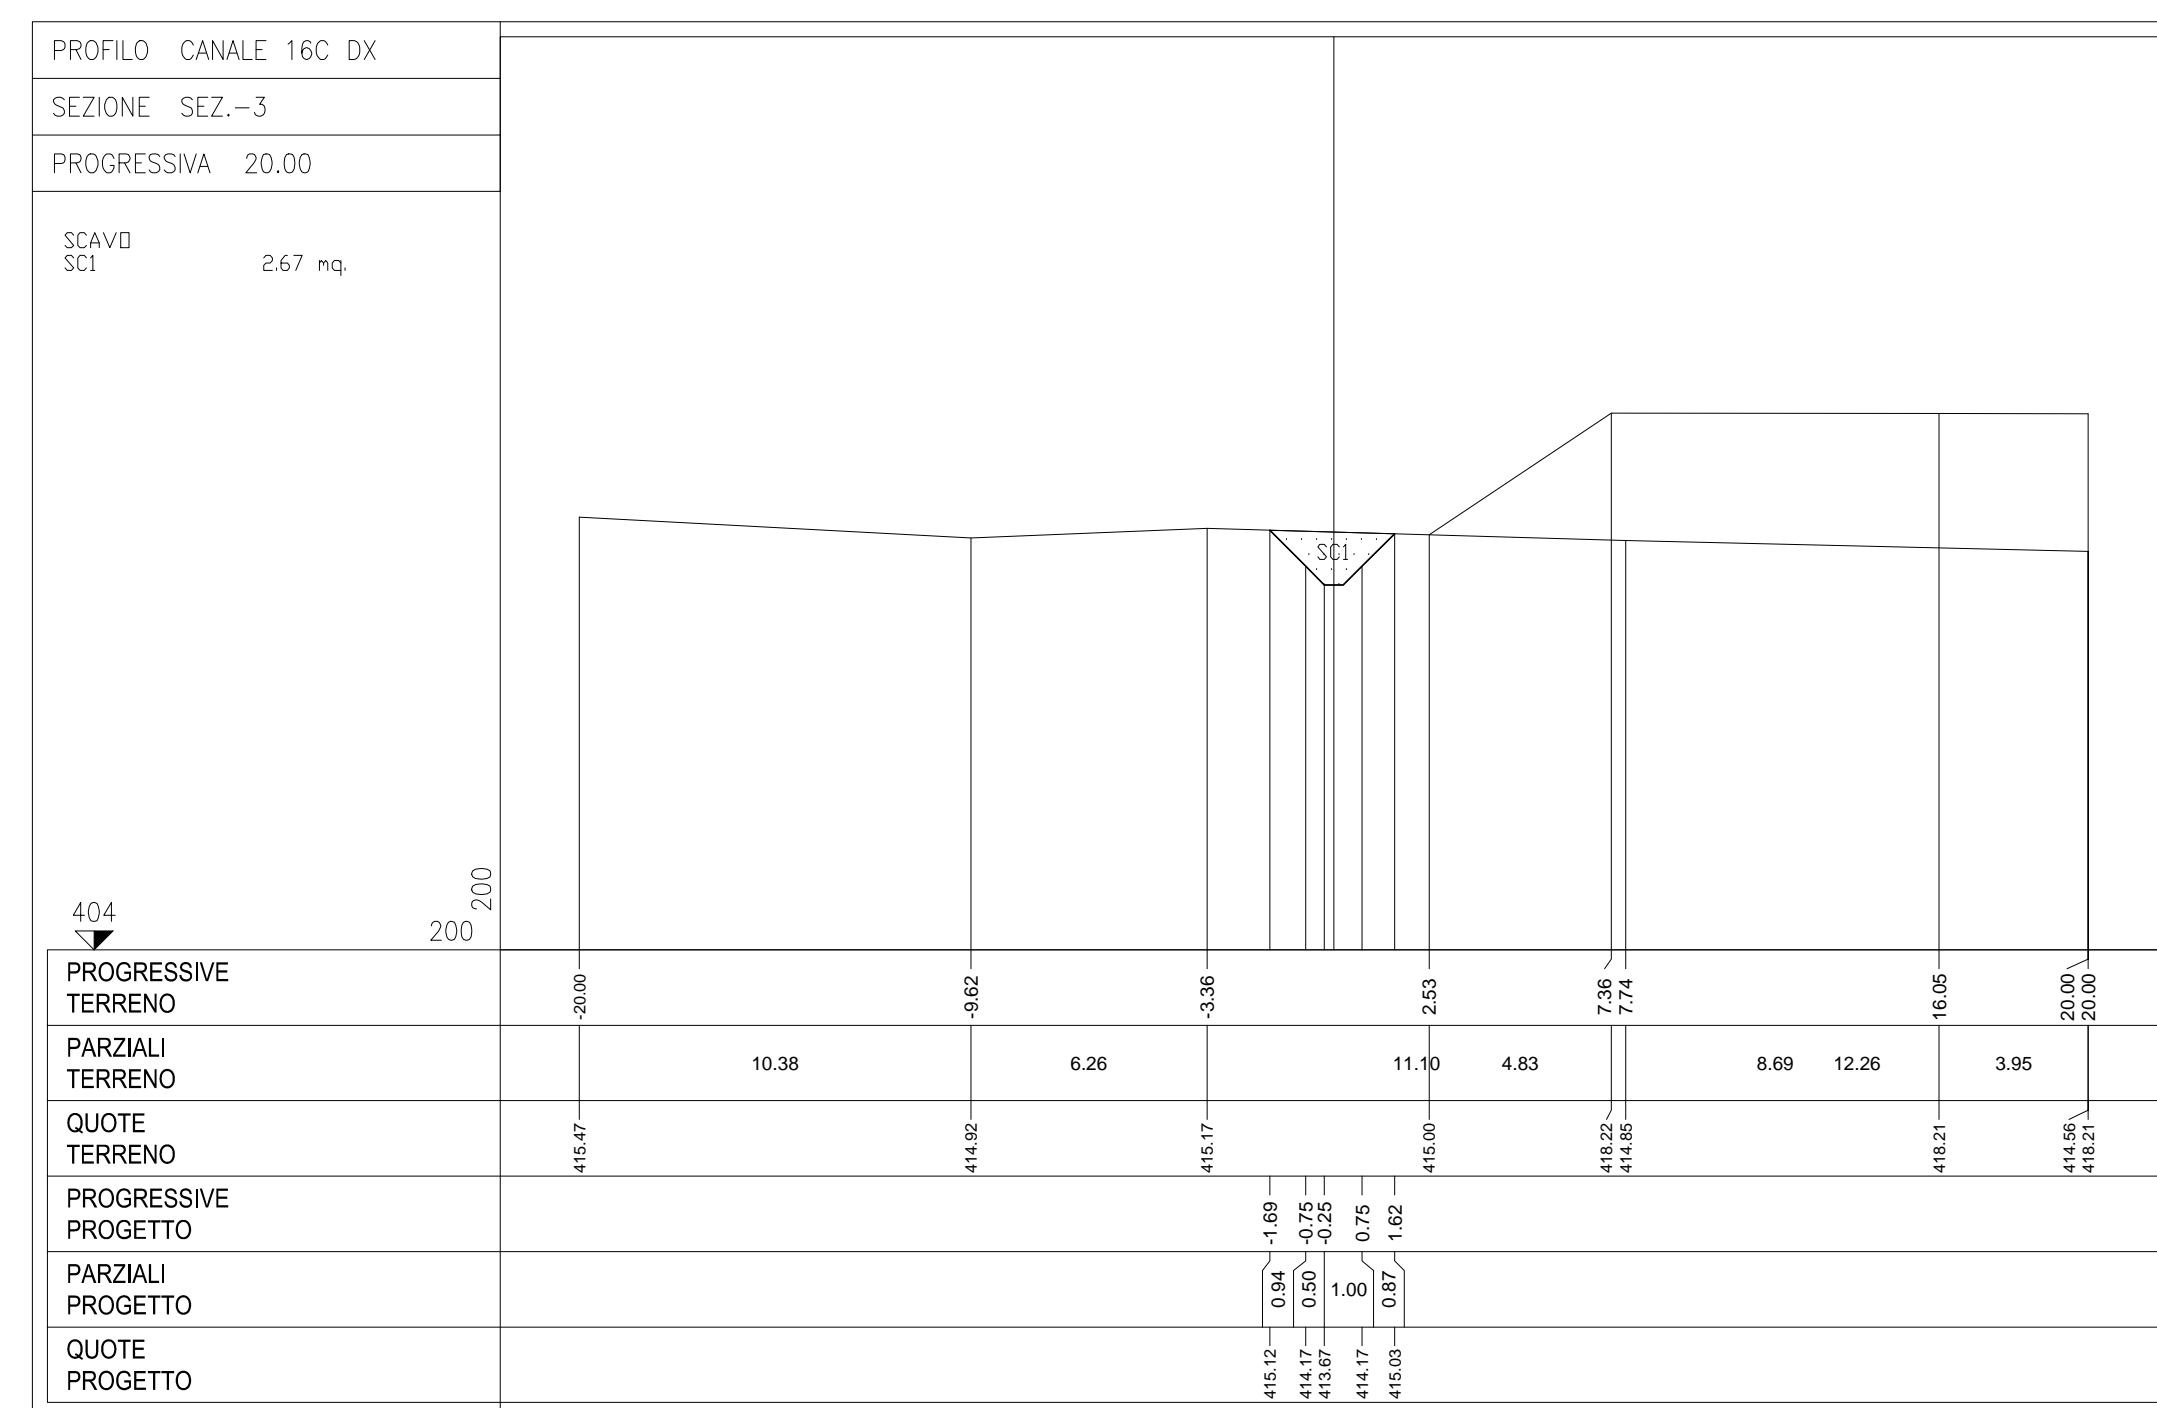 PROFILO CANALE 16C DX
SEZIONE SEZ.-3
PROGRESSIVA 20.00
SCAVO
SC1 2.67 mq.
SC1
200
200
404
PROGRESSIVE
TERRENO
-20.00 -9.62 -3.36 2.53 7.36 7.74 16.05 20.00 20.00
PARZIALI
TERRENO
10.38 6.26 11.10 4.83 8.69 12.26 3.95
QUOTE
TERRENO
415.47 414.92 415.17 415.00 418.22 414.85 418.21 414.56 418.21
PROGRESSIVE
PROGETTO
-1.69 -0.75 -0.25 0.75 1.62
PARZIALI
PROGETTO
0.94 0.50 1.00 0.87
QUOTE
PROGETTO
415.12 414.17 413.67 414.17 415.03